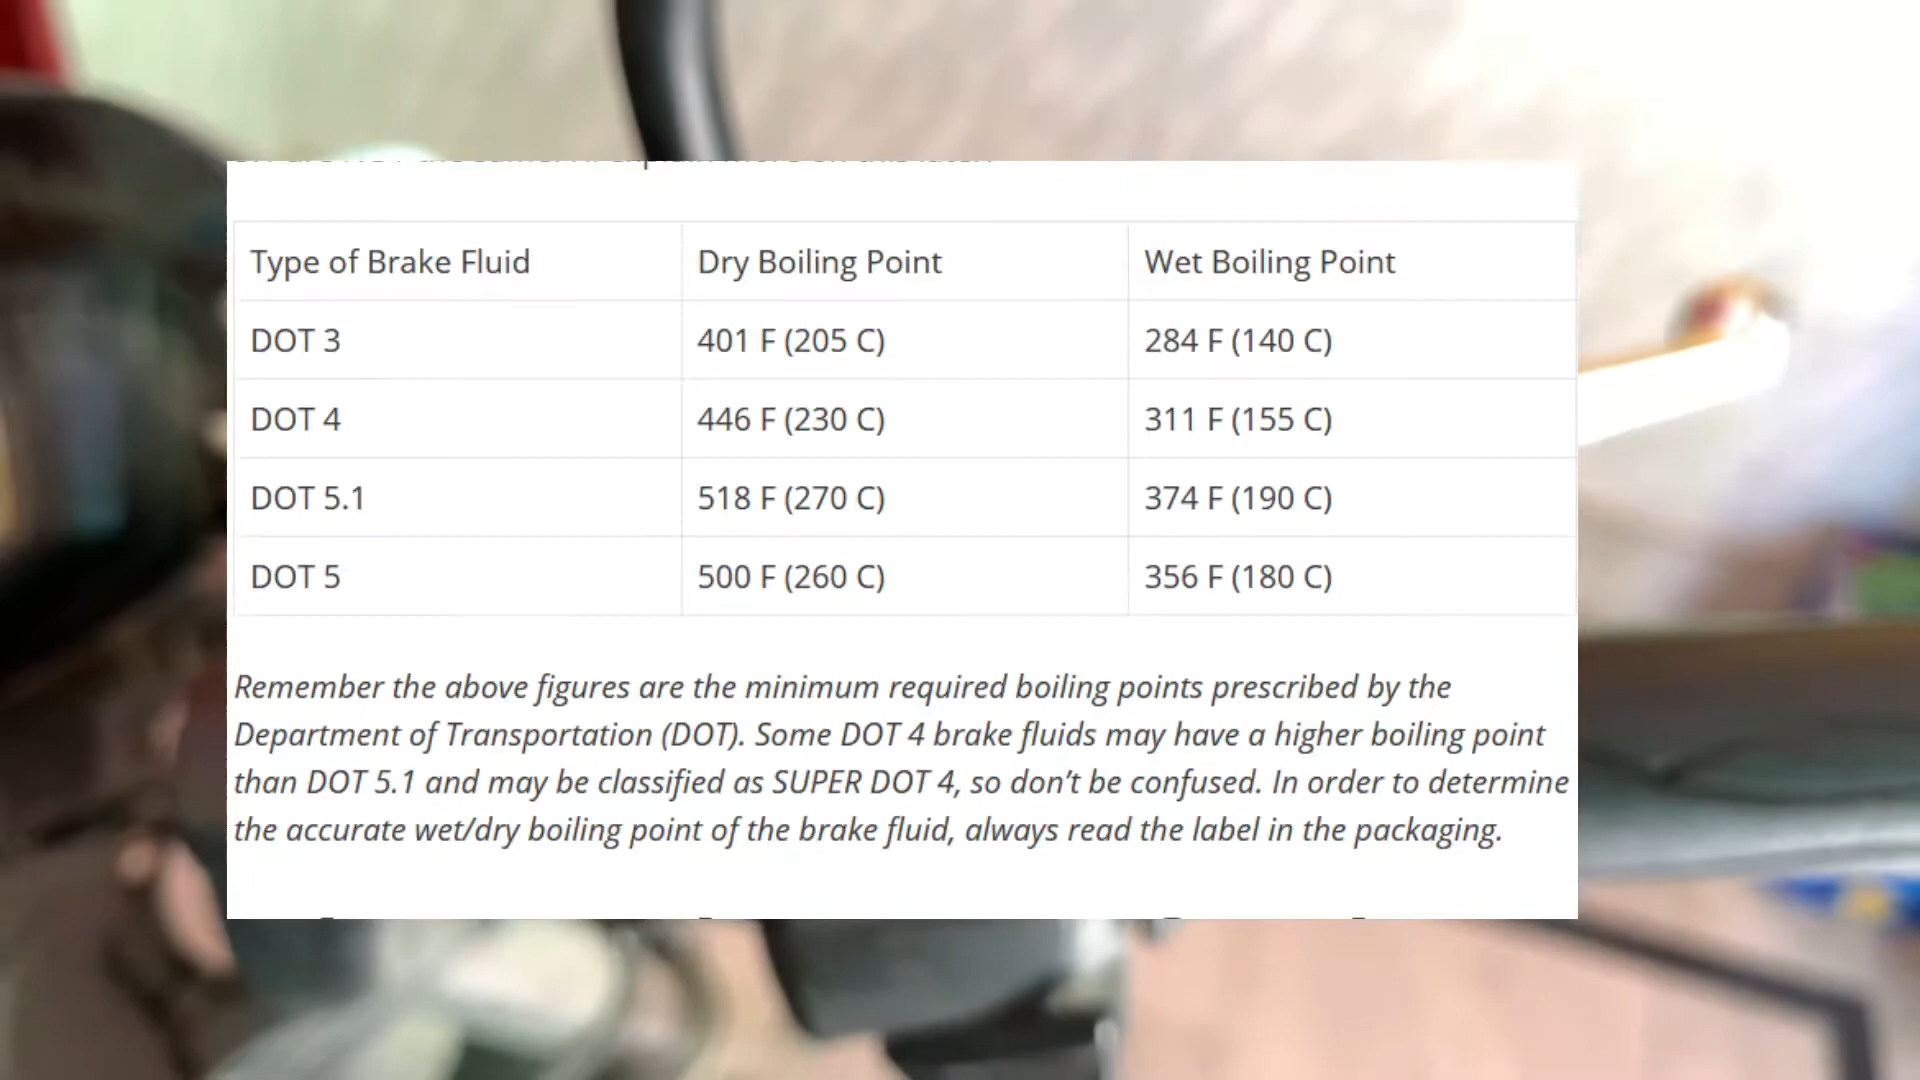 Type of Brake Fluid Dry Boiling Point Wet Boiling Point
DOT 3 401 F (205 C) 284 F (140 C)
DOT 4 446 F (230 C) 311 F (155 C)
DOT 5.1 518 F (270 C) 374 F (190 C)
DOT 5 500 F (260 C) 356 F (180 C)
Remember the above figures are the minimum required boiling points prescribed by the
Department of Transportation (DOT). Some DOT 4 brake fluids may have a higher boiling point
than DOT 5.1 and may be classified as SUPER DOT 4, so don’t be confused. In order to determine
the accurate wet/dry boiling point of the brake fluid, always read the label in the packaging.